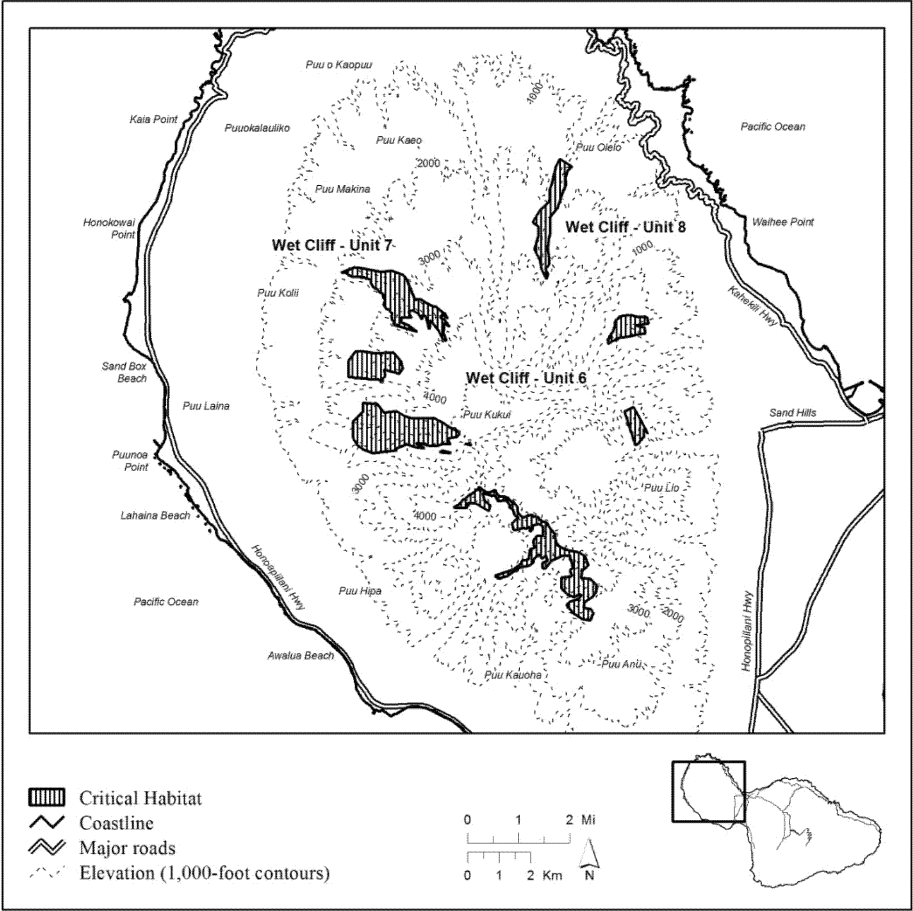 Puu o Kaopuu
1000
Kaia Point
Puuokalauliko
Pacific Ocean
Puu Kaeo
Puu Olelo
2000
Puu Makina
Honokowai
Point
Waihee Point
Wet Cliff - Unit 8
Wet Cliff - Unit 7
1000
3000
Puu Kolii
Kahekili Hwy
Sand Box
Beach
Wet Cliff - Unit 6
4000
Puu Laina
Puu Kukui
Sand Hills
Puunoa
Point
3000
Puu Lio
Lahaina Beach
4000
Honoapiilani Hwy
Puu Hipa
Pacific Ocean
3000
2000
Honopiilani Hwy
Awalua Beach
Puu Anu
Puu Kauoha
Critical Habitat
Coastline
Major roads
Elevation (1,000-foot contours)
0 1 2 Mi
0 1 2 Km
N